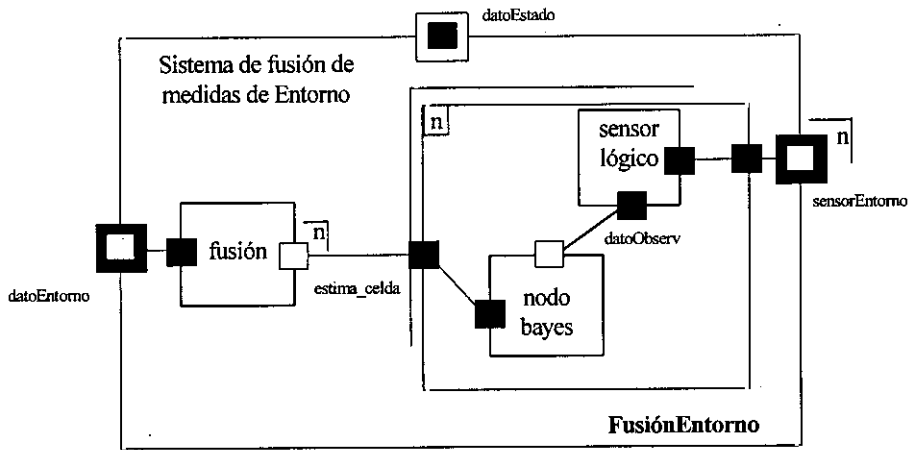 datoEstado
Sistema de fusión de
medidas de Entorno
n
n
sensor
lógico
sensorEntorno
datoObserv
n
fusión
datoEntorno
estima_celda
nodo
bayes
FusiónEntorno